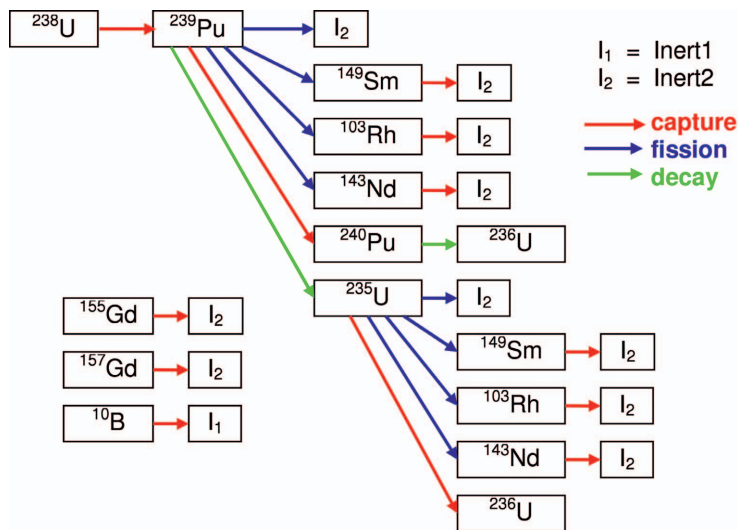 ²³⁸U ²³⁹Pu I₂
I₁ = Inert1
I₂ = Inert2
¹⁴⁹Sm I₂
capture
¹⁰³Rh I₂
fission
decay
¹⁴³Nd I₂
²⁴⁰Pu ²³⁶U
²³⁵U I₂
¹⁵⁵Gd I₂
¹⁴⁹Sm I₂
¹⁵⁷Gd I₂
¹⁰³Rh I₂
¹⁰B I₁
¹⁴³Nd I₂
²³⁶U